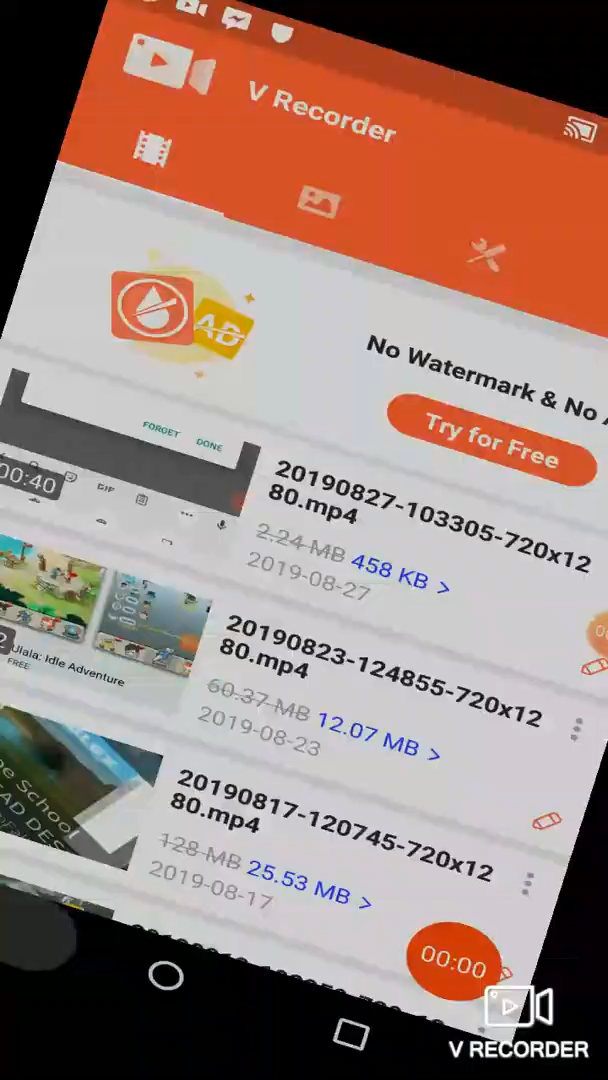 V Recorder
AD
No Watermark & No
Try for Free
FORGET DONE
GIF
00:40
20190827-103305-720x12
80.mp4
2.24 MB 458 KB >
2019-08-27
Ulala: Idle Adventure
FREE
20190823-124855-720x12
80.mp4
60.37 MB 12.07 MB >
2019-08-23
School
20190817-120745-720x12
80.mp4
128 MB 25.53 MB >
2019-08-17
00:00
V RECORDER